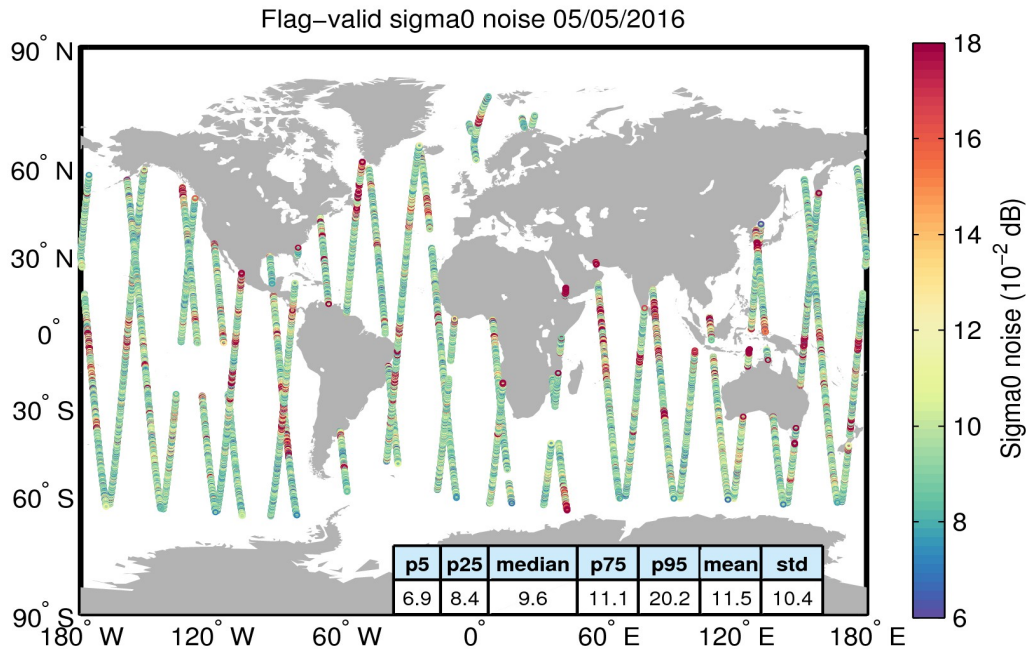 Flag−valid sigma0 noise 05/05/2016
90° N
60° N
30° N
0°
30° S
60° S
90° S
180° W 120° W 60° W 0° 60° E 120° E 180° E
p5 p25 median p75 p95 mean std
6.9 8.4 9.6 11.1 20.2 11.5 10.4
18
16
14
12
10
8
6
Sigma0 noise (10⁻² dB)